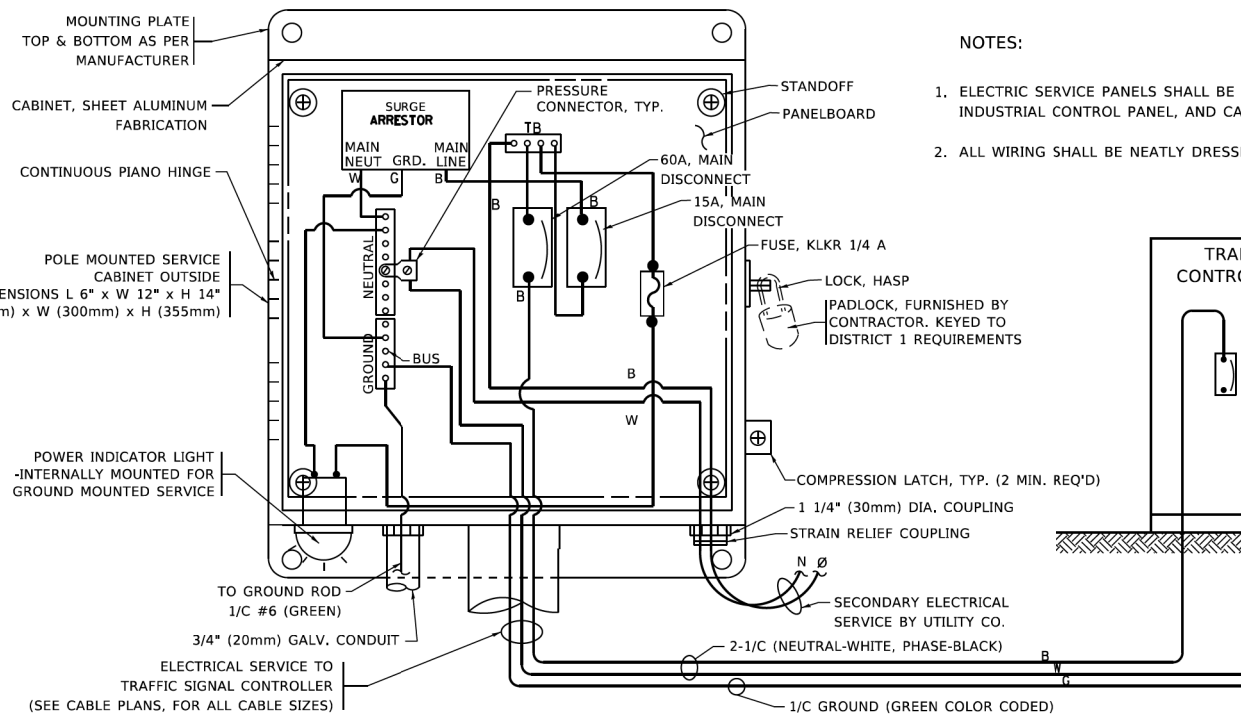 MOUNTING PLATE
TOP & BOTTOM AS PER
MANUFACTURER
CABINET, SHEET ALUMINUM
FABRICATION
CONTINUOUS PIANO HINGE
POLE MOUNTED SERVICE
CABINET OUTSIDE
ENSIONS L 6" x W 12" x H 14"
m) x W (300mm) x H (355mm)
POWER INDICATOR LIGHT
-INTERNALLY MOUNTED FOR
GROUND MOUNTED SERVICE
TO GROUND ROD
1/C #6 (GREEN)
3/4" (20mm) GALV. CONDUIT
ELECTRICAL SERVICE TO
TRAFFIC SIGNAL CONTROLLER
(SEE CABLE PLANS, FOR ALL CABLE SIZES)
SURGE
ARRESTOR
MAIN
NEUT
GRD.
MAIN
LINE
W
G
B
PRESSURE
CONNECTOR, TYP.
TB
NEUTRAL
GROUND
BUS
B
B
B
B
W
STANDOFF
PANELBOARD
60A, MAIN
DISCONNECT
15A, MAIN
DISCONNECT
FUSE, KLKR 1/4 A
LOCK, HASP
PADLOCK, FURNISHED BY
CONTRACTOR. KEYED TO
DISTRICT 1 REQUIREMENTS
COMPRESSION LATCH, TYP. (2 MIN. REQ'D)
1 1/4" (30mm) DIA. COUPLING
STRAIN RELIEF COUPLING
N Ø
SECONDARY ELECTRICAL
SERVICE BY UTILITY CO.
2-1/C (NEUTRAL-WHITE, PHASE-BLACK)
B
W
G
1/C GROUND (GREEN COLOR CODED)
NOTES:
1. ELECTRIC SERVICE PANELS SHALL BE
INDUSTRIAL CONTROL PANEL, AND CA
2. ALL WIRING SHALL BE NEATLY DRESS
TRA
CONTRO